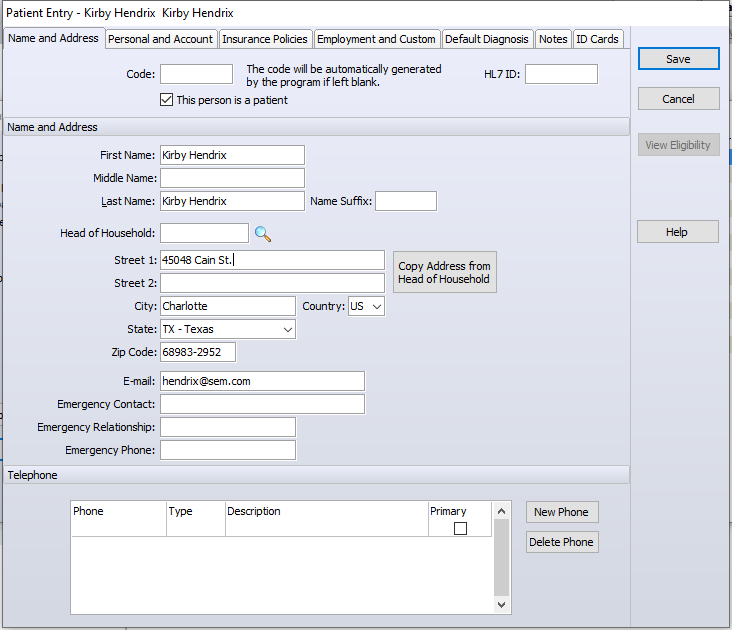 Patient Entry - Kirby Hendrix  Kirby Hendrix
Name and Address Personal and Account Insurance Policies Employment and Custom Default Diagnosis Notes ID Cards
Code: The code will be automatically generated
by the program if left blank.
HL7 ID:
This person is a patient
Save
Cancel
View Eligibility
Help
Name and Address
First Name: Kirby Hendrix
Middle Name:
Last Name: Kirby Hendrix Name Suffix:
Head of Household:
Street 1: 45048 Cain St.
Street 2:
Copy Address from
Head of Household
City: Charlotte Country: US
State: TX - Texas
Zip Code: 68983-2952
E-mail: hendrix@sem.com
Emergency Contact:
Emergency Relationship:
Emergency Phone:
Telephone
Phone Type Description Primary
New Phone
Delete Phone